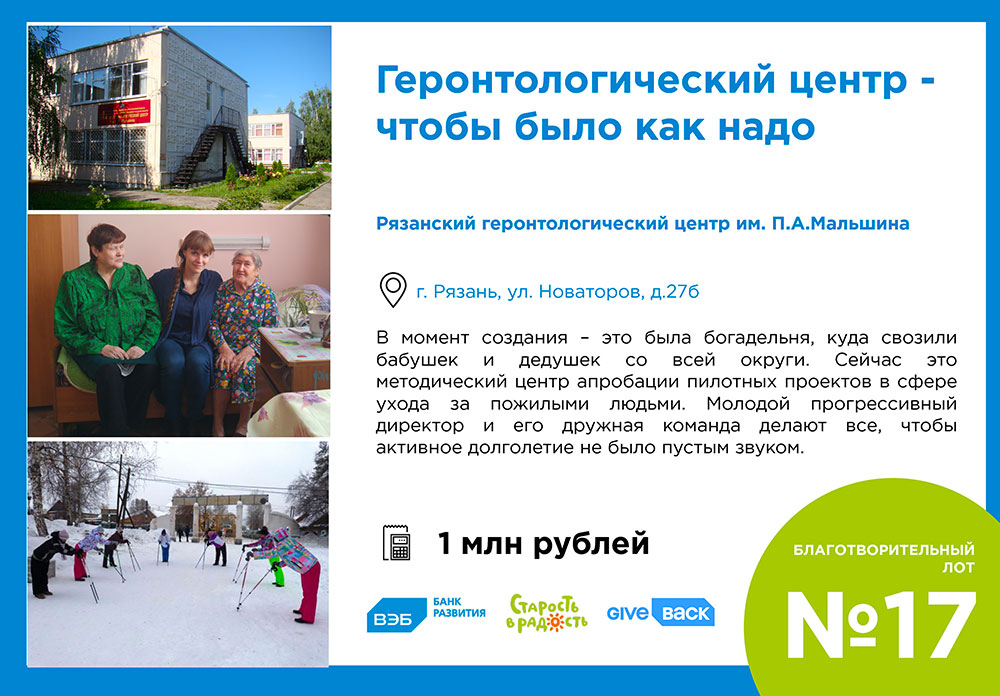 Геронтологический центр -
чтобы было как надо
Рязанский геронтологический центр им. П.А.Мальшина
г. Рязань, ул. Новаторов, д.27б
В момент создания – это была богадельня, куда свозили
бабушек и дедушек со всей округи. Сейчас это
методический центр апробации пилотных проектов в сфере
ухода за пожилыми людьми. Молодой прогрессивный
директор и его дружная команда делают все, чтобы
активное долголетие не было пустым звуком.
1 млн рублей
БЛАГОТВОРИТЕЛЬНЫЙ
ЛОТ
№17
ВЭБ БАНК
РАЗВИТИЯ
Старость
в радость
GIVE BACK